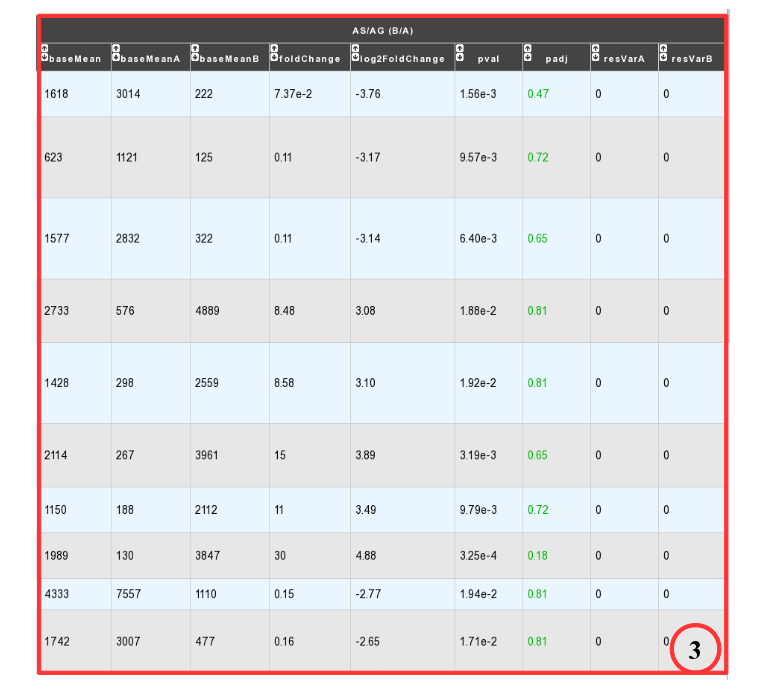 AS/AG (B/A)
baseMean baseMeanA baseMeanB foldChange log2FoldChange pval padj resVarA resVarB
1618 3014 222 7.37e-2 -3.76 1.56e-3 0.47 0 0
623 1121 125 0.11 -3.17 9.57e-3 0.72 0 0
1577 2832 322 0.11 -3.14 6.40e-3 0.65 0 0
2733 576 4889 8.48 3.08 1.88e-2 0.81 0 0
1428 298 2559 8.58 3.10 1.92e-2 0.81 0 0
2114 267 3961 15 3.89 3.19e-3 0.65 0 0
1150 188 2112 11 3.49 9.79e-3 0.72 0 0
1989 130 3847 30 4.88 3.25e-4 0.18 0 0
4333 7557 1110 0.15 -2.77 1.94e-2 0.81 0 0
1742 3007 477 0.16 -2.65 1.71e-2 0.81 0 0
3